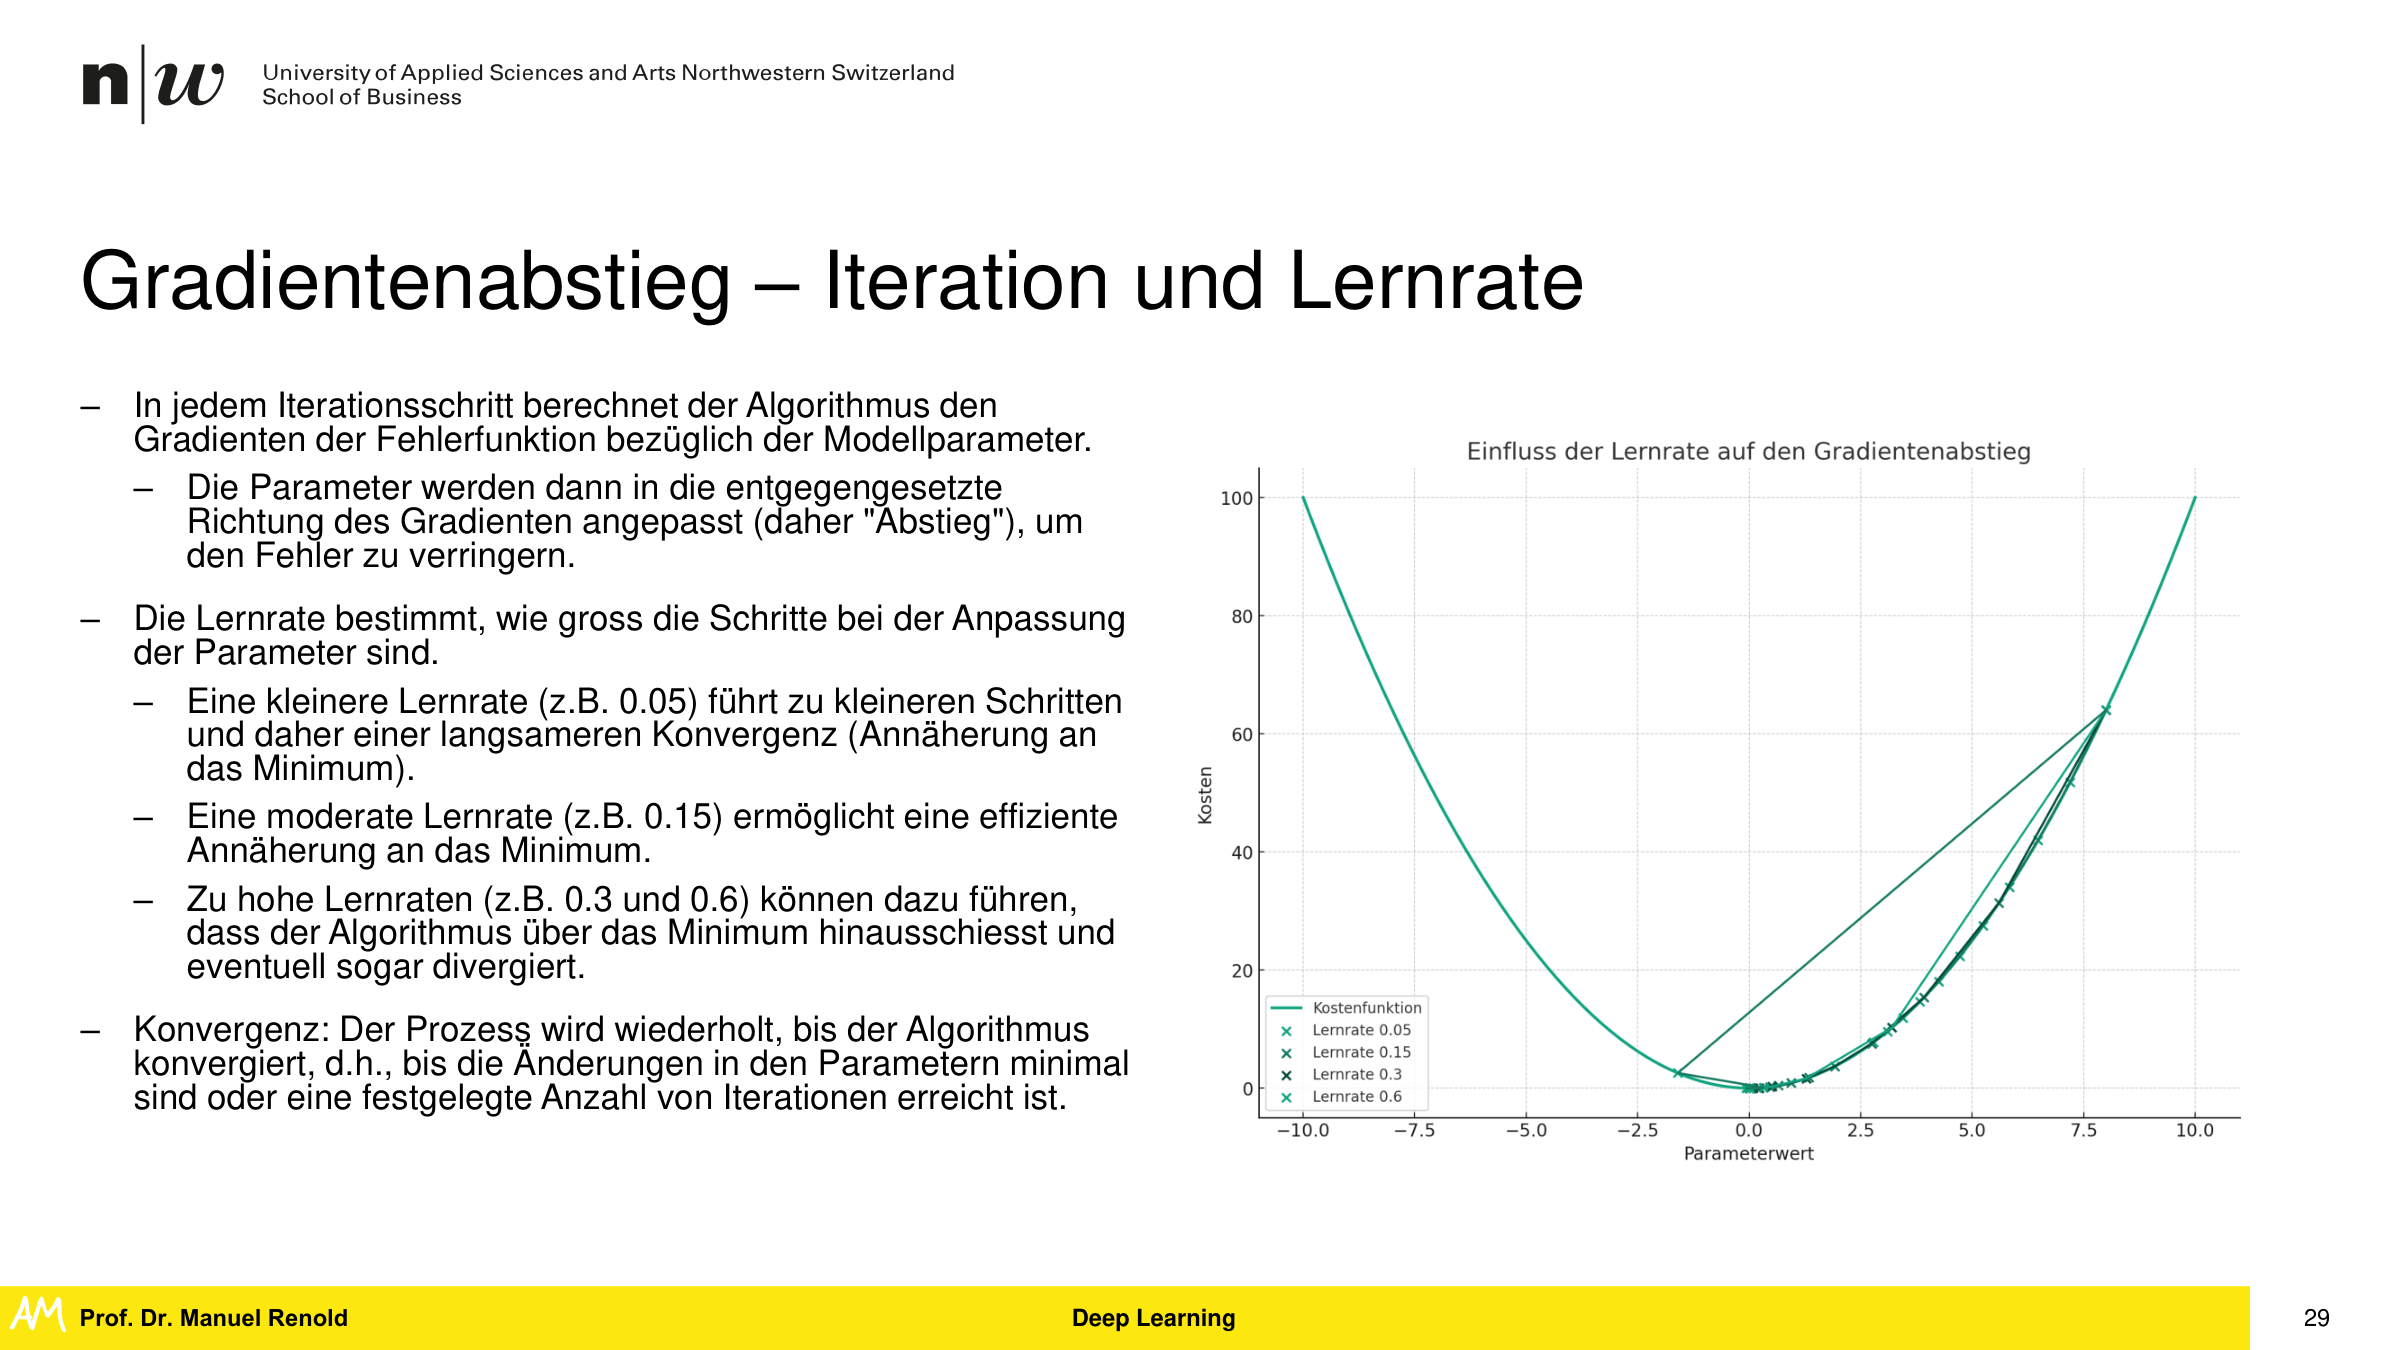 n|w University of Applied Sciences and Arts Northwestern Switzerland
School of Business
Gradientenabstieg – Iteration und Lernrate
– In jedem Iterationsschritt berechnet der Algorithmus den
Gradienten der Fehlerfunktion bezüglich der Modellparameter.
– Die Parameter werden dann in die entgegengesetzte
Richtung des Gradienten angepasst (daher "Abstieg"), um
den Fehler zu verringern.
– Die Lernrate bestimmt, wie gross die Schritte bei der Anpassung
der Parameter sind.
– Eine kleinere Lernrate (z.B. 0.05) führt zu kleineren Schritten
und daher einer langsameren Konvergenz (Annäherung an
das Minimum).
– Eine moderate Lernrate (z.B. 0.15) ermöglicht eine effiziente
Annäherung an das Minimum.
– Zu hohe Lernraten (z.B. 0.3 und 0.6) können dazu führen,
dass der Algorithmus über das Minimum hinausschiesst und
eventuell sogar divergiert.
– Konvergenz: Der Prozess wird wiederholt, bis der Algorithmus
konvergiert, d.h., bis die Änderungen in den Parametern minimal
sind oder eine festgelegte Anzahl von Iterationen erreicht ist.
Einfluss der Lernrate auf den Gradientenabstieg
100
80
60
40
20
0
Kosten
Kostenfunktion
Lernrate 0.05
Lernrate 0.15
Lernrate 0.3
Lernrate 0.6
−10.0 −7.5 −5.0 −2.5 0.0 2.5 5.0 7.5 10.0
Parameterwert
AM Prof. Dr. Manuel Renold Deep Learning 29